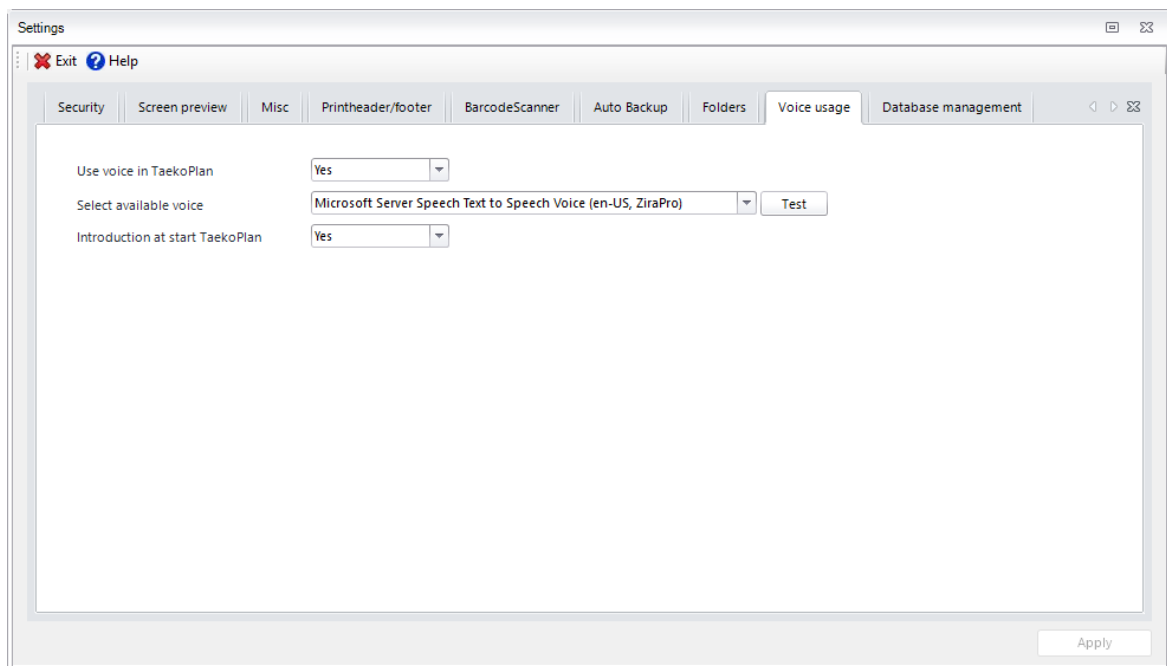 Settings
Exit Help
Security Screen preview Misc Printheader/footer BarcodeScanner Auto Backup Folders Voice usage Database management
Use voice in TaekoPlan Yes
Select available voice Microsoft Server Speech Text to Speech Voice (en-US, ZiraPro) Test
Introduction at start TaekoPlan Yes
Apply